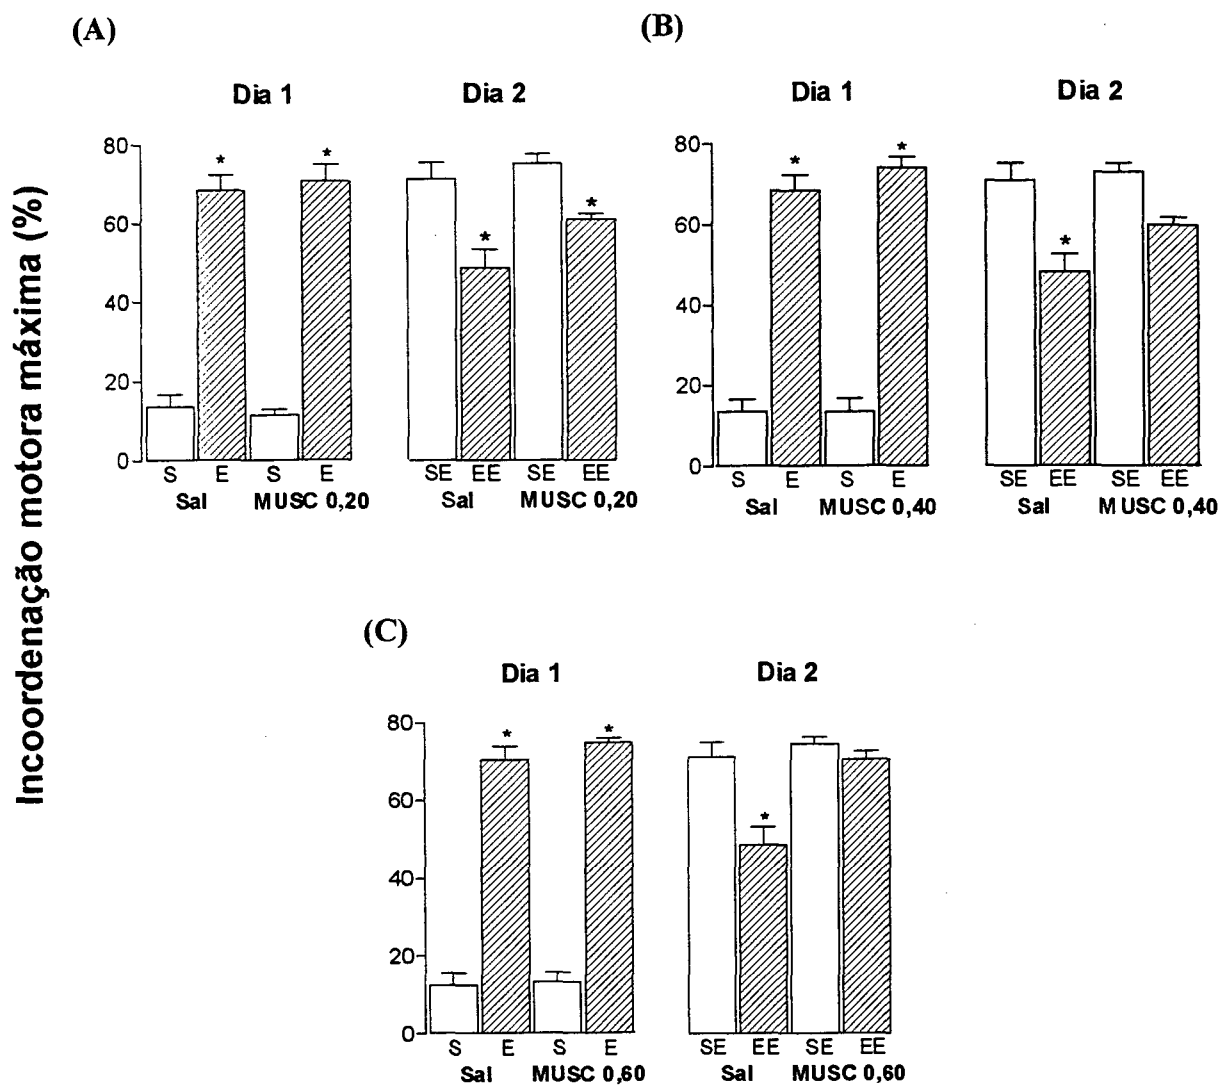 (A)
(B)
Incoordenação motora máxima (%)
Dia 1
Dia 2
80
60
40
20
0
*
*
*
*
S E S E
Sal MUSC 0,20
SE EE SE EE
Sal MUSC 0,20
Dia 1
Dia 2
80
60
40
20
0
*
*
*
S E S E
Sal MUSC 0,40
SE EE SE EE
Sal MUSC 0,40
(C)
Dia 1
Dia 2
80
60
40
20
0
*
*
*
S E S E
Sal MUSC 0,60
SE EE SE EE
Sal MUSC 0,60